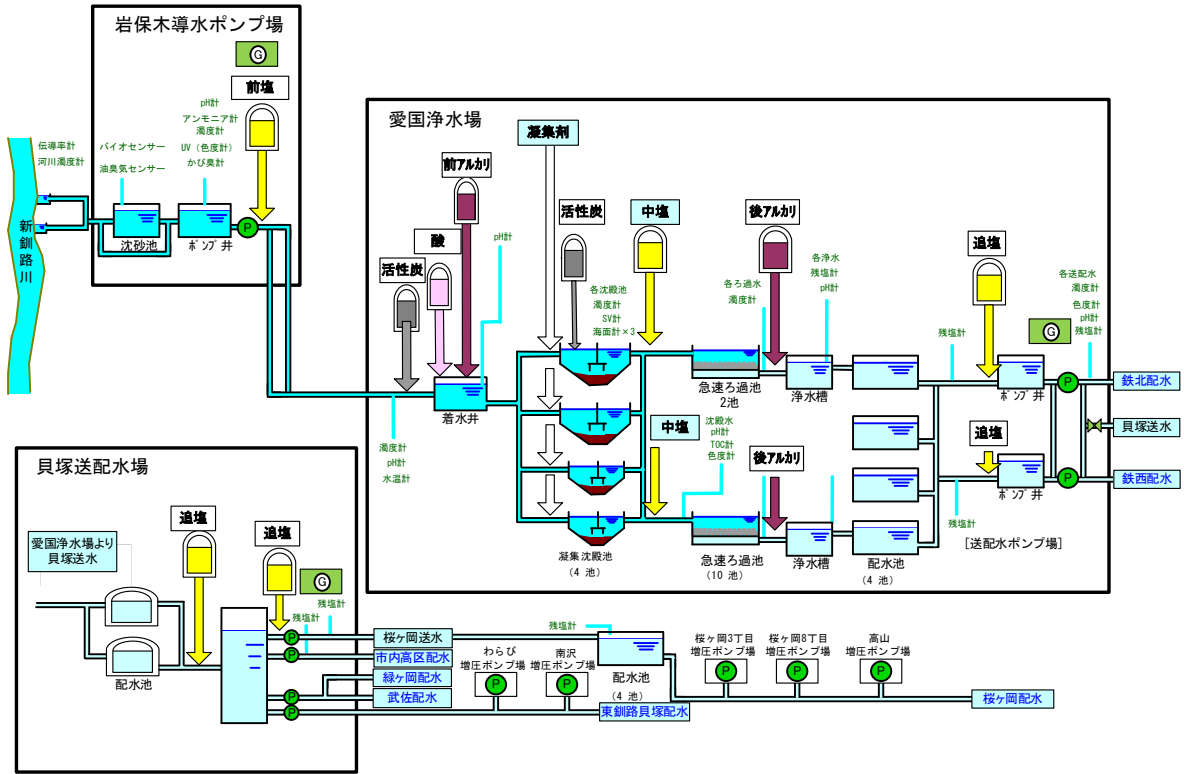 岩保木導水ポンプ場
G
前塩
pH計
アンモニア計
濁度計
UV（色度計）
かび臭計
伝導率計
河川濁度計
バイオセンサー
油臭気センサー
新釧路川
沈砂池
ポンプ井
P
愛国浄水場
凝集剤
前アルカリ
酸
活性炭
pH計
活性炭
中塩
後アルカリ
追塩
各沈殿池
濁度計
SV計
海面計×3
各ろ過水
濁度計
各浄水
残塩計
pH計
残塩計
G
各送配水
濁度計
色度計
pH計
残塩計
着水井
濁度計
pH計
水温計
急速ろ過池
2池
浄水槽
ポンプ井
P
鉄北配水
貝塚送水
中塩
沈殿水
pH計
TOC計
色度計
後アルカリ
追塩
ポンプ井
P
鉄西配水
残塩計
凝集沈殿池
(4 池)
急速ろ過池
(10 池)
浄水槽
配水池
(4 池)
[送配水ポンプ場]
貝塚送配水場
愛国浄水場より
貝塚送水
追塩
追塩
G
残塩計
残塩計
配水池
P
P
P
P
桜ヶ岡送水
市内高区配水
緑ヶ岡配水
武佐配水
東釧路貝塚配水
わらび
増圧ポンプ場
P
南沢
増圧ポンプ場
P
残塩計
配水池
(4 池)
桜ヶ岡3丁目
増圧ポンプ場
P
桜ヶ岡8丁目
増圧ポンプ場
P
高山
増圧ポンプ場
P
桜ヶ岡配水